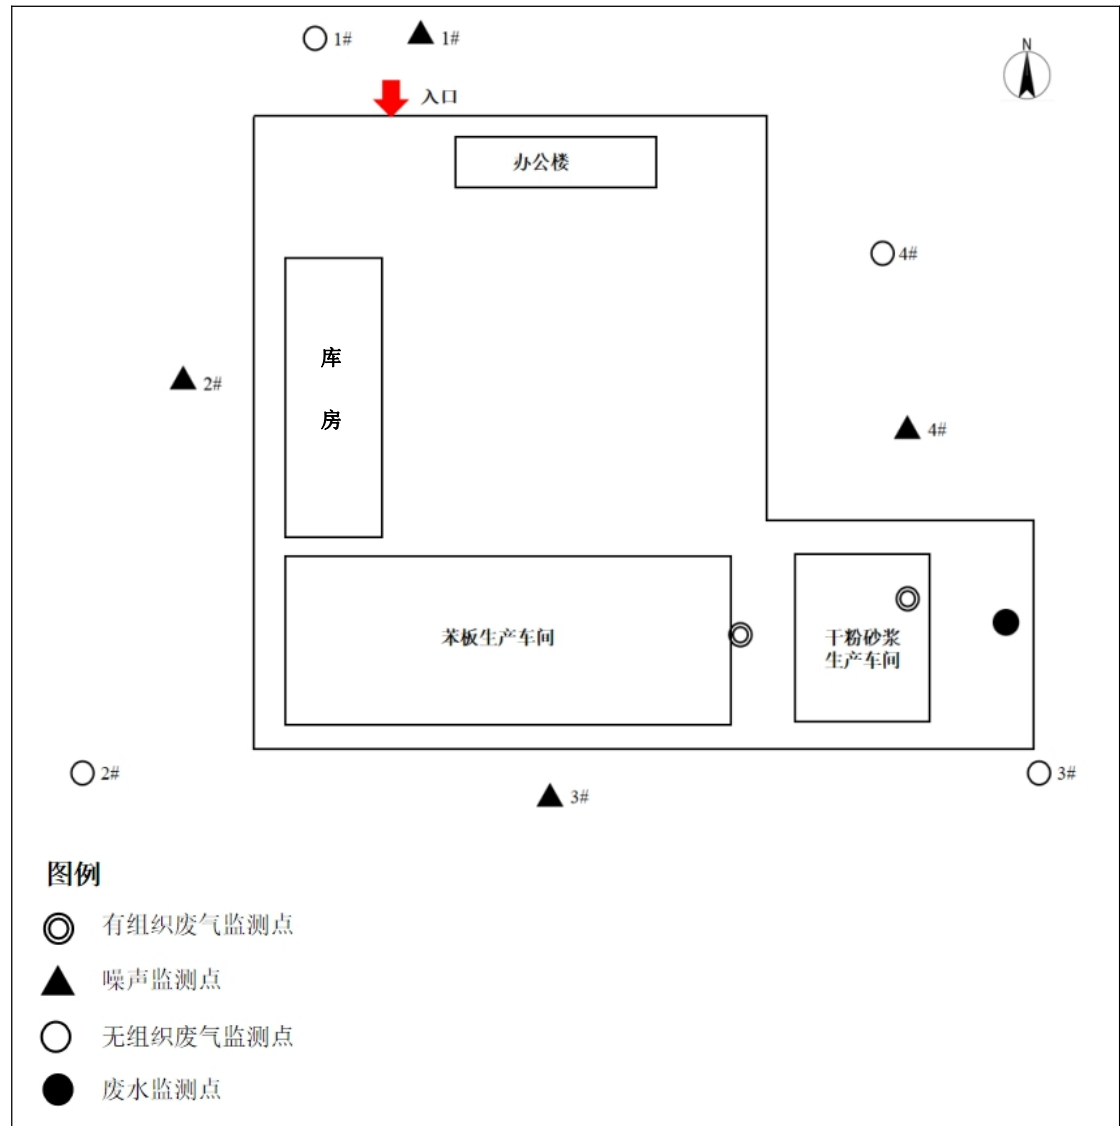 1#
1#
N
入口
办公楼
4#
库
房
2#
4#
苯板生产车间
干粉砂浆
生产车间
2#
3#
3#
图例
有组织废气监测点
噪声监测点
无组织废气监测点
废水监测点